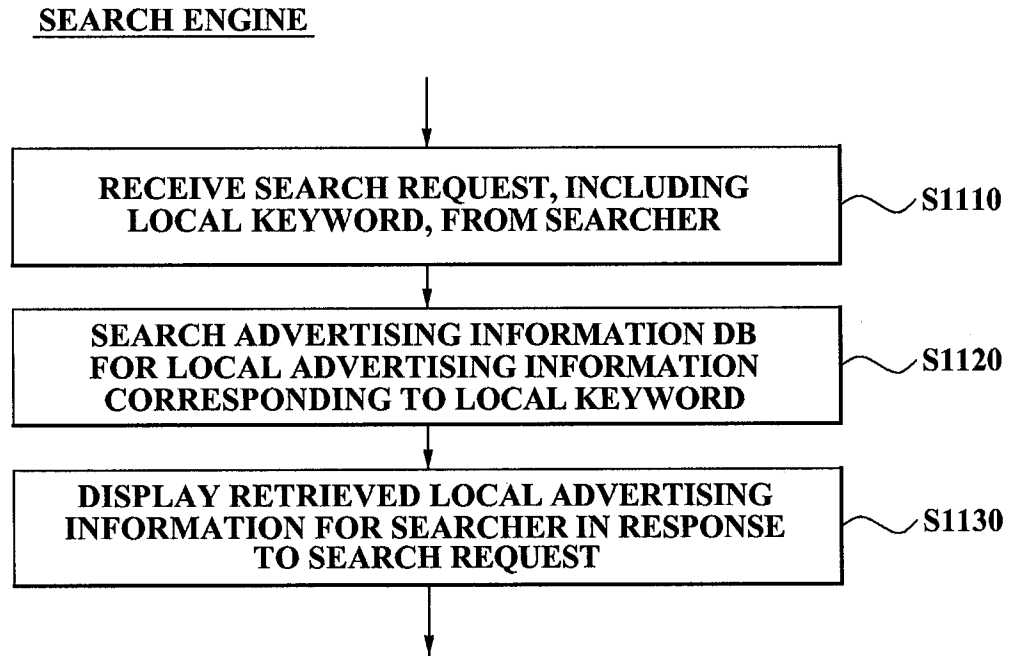 SEARCH ENGINE
RECEIVE SEARCH REQUEST, INCLUDING
LOCAL KEYWORD, FROM SEARCHER
S1110
SEARCH ADVERTISING INFORMATION DB
FOR LOCAL ADVERTISING INFORMATION
CORRESPONDING TO LOCAL KEYWORD
S1120
DISPLAY RETRIEVED LOCAL ADVERTISING
INFORMATION FOR SEARCHER IN RESPONSE
TO SEARCH REQUEST
S1130